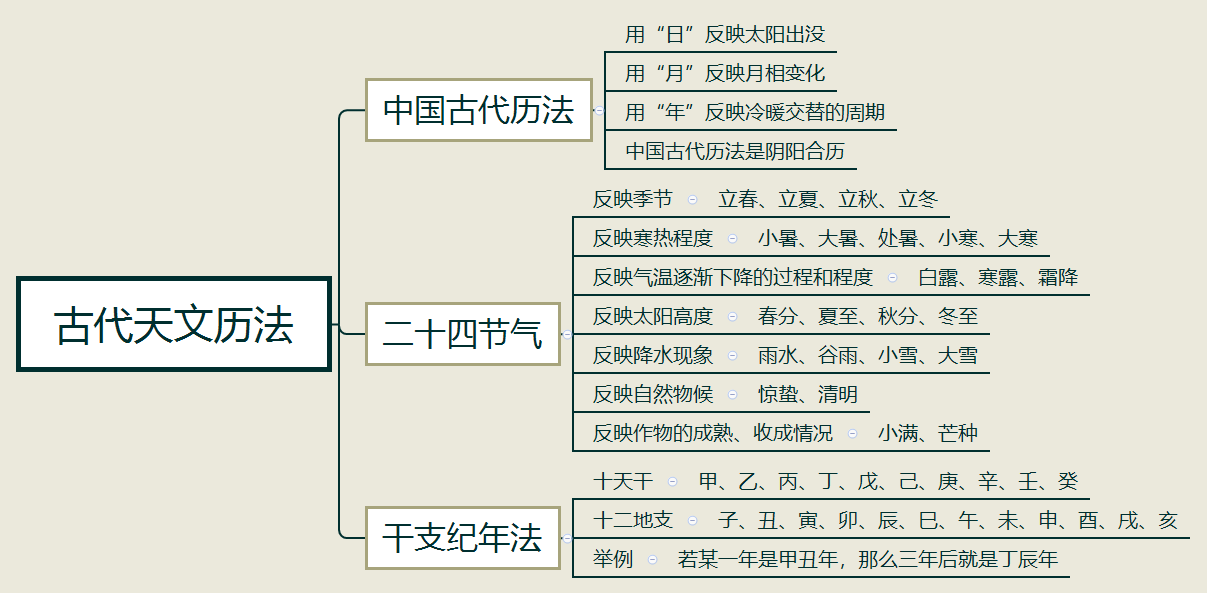 古代天文历法
中国古代历法
用“日”反映太阳出没
用“月”反映月相变化
用“年”反映冷暖交替的周期
中国古代历法是阴阳合历
二十四节气
反映季节 立春、立夏、立秋、立冬
反映寒热程度 小暑、大暑、处暑、小寒、大寒
反映气温逐渐下降的过程和程度 白露、寒露、霜降
反映太阳高度 春分、夏至、秋分、冬至
反映降水现象 雨水、谷雨、小雪、大雪
反映自然物候 惊蛰、清明
反映作物的成熟、收成情况 小满、芒种
干支纪年法
十天干 甲、乙、丙、丁、戊、己、庚、辛、壬、癸
十二地支 子、丑、寅、卯、辰、巳、午、未、申、酉、戌、亥
举例 若某一年是甲丑年，那么三年后就是丁辰年